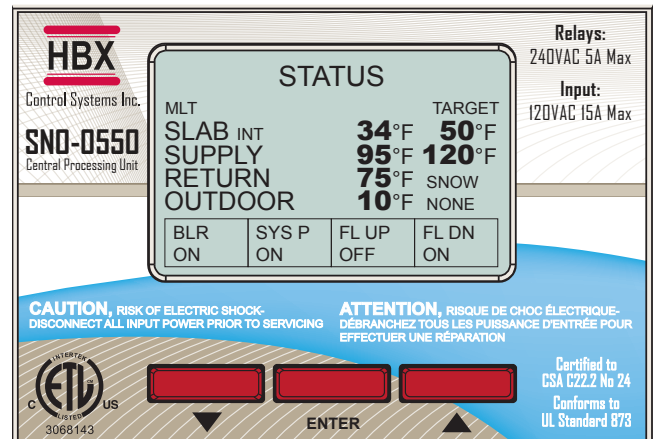 HBX
Control Systems Inc.
SNO-0550
Central Processing Unit
STATUS
MLT TARGET
SLAB INT 34°F 50°F
SUPPLY 95°F 120°F
RETURN 75°F SNOW
OUTDOOR 10°F NONE
BLR SYS P FL UP FL DN
ON ON OFF ON
Relays:
240VAC 5A Max
Input:
120VAC 15A Max
CAUTION, RISK OF ELECTRIC SHOCK-
DISCONNECT ALL INPUT POWER PRIOR TO SERVICING
ATTENTION, RISQUE DE CHOC ÉLECTRIQUE-
DÉBRANCHEZ TOUS LES PUISSANCE D'ENTRÉE POUR
EFFECTUER UNE RÉPARATION
INTERTEK
ETL
CM
C US
LISTED
3068143
ENTER
Certified to
CSA C22.2 No 24
Conforms to
UL Standerd 873